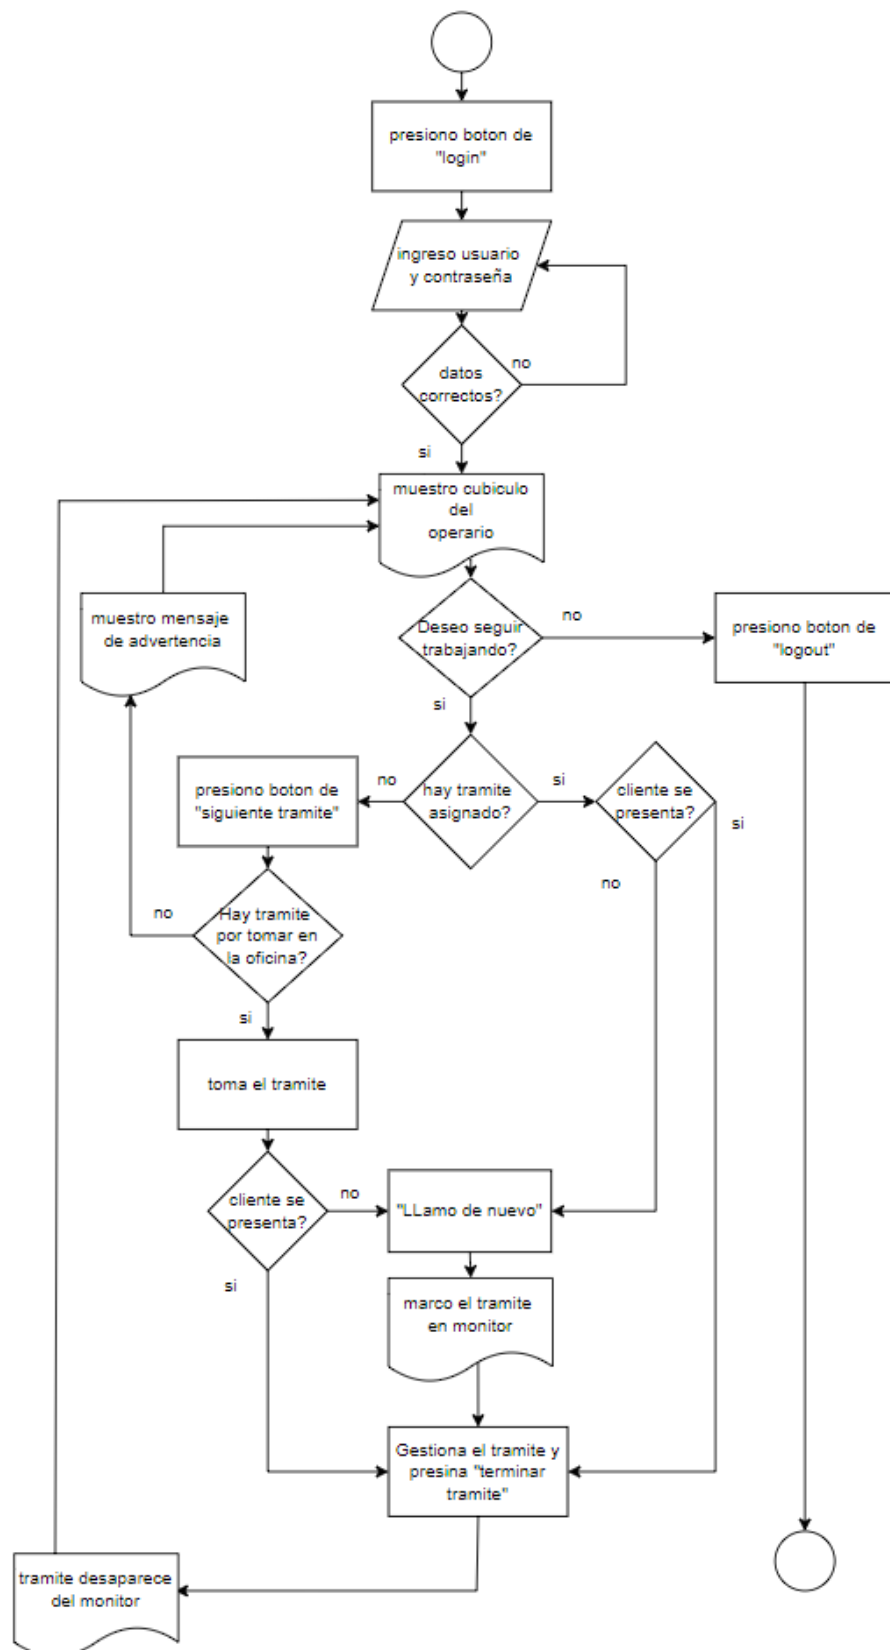 presiono boton de
"login"
ingreso usuario
y contraseña
no
datos
correctos?
si
muestro cubiculo
del
operario
muestro mensaje
de advertencia
Deseo seguir
trabajando?
no
presiono boton de
"logout"
si
presiono boton de
"siguiente tramite"
no
hay tramite
asignado?
si
cliente se
presenta?
si
no
no
Hay tramite
por tomar en
la oficina?
si
toma el tramite
cliente se
presenta?
no
"LLamo de nuevo"
si
marco el tramite
en monitor
Gestiona el tramite y
presina "terminar
tramite"
tramite desaparece
del monitor